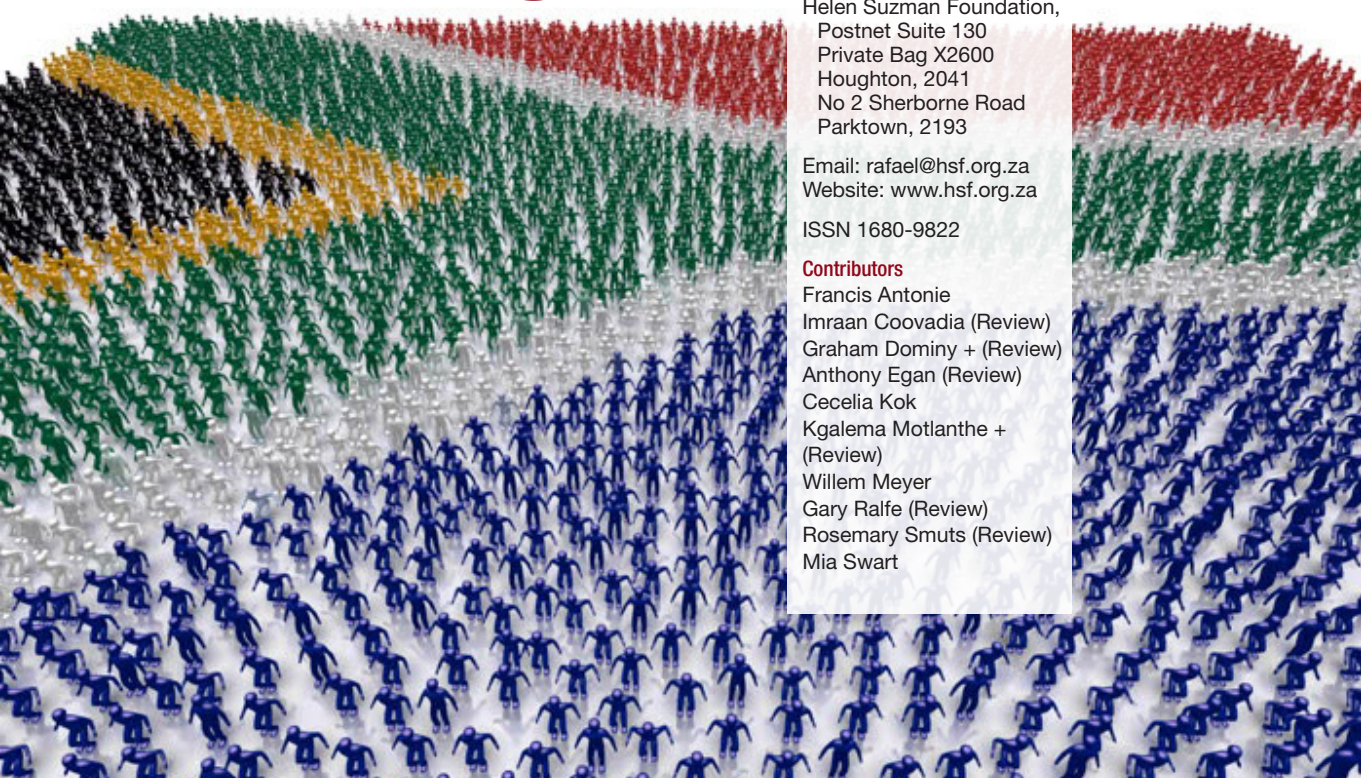 Helen Suzman Foundation,
Postnet Suite 130
Private Bag X2600
Houghton, 2041
No 2 Sherborne Road
Parktown, 2193
Email: rafael@hsf.org.za
Website: www.hsf.org.za
ISSN 1680-9822
Contributors
Francis Antonie
Imraan Coovadia (Review)
Graham Dominy + (Review)
Anthony Egan (Review)
Cecelia Kok
Kgalema Motlanthe +
(Review)
Willem Meyer
Gary Ralfe (Review)
Rosemary Smuts (Review)
Mia Swart